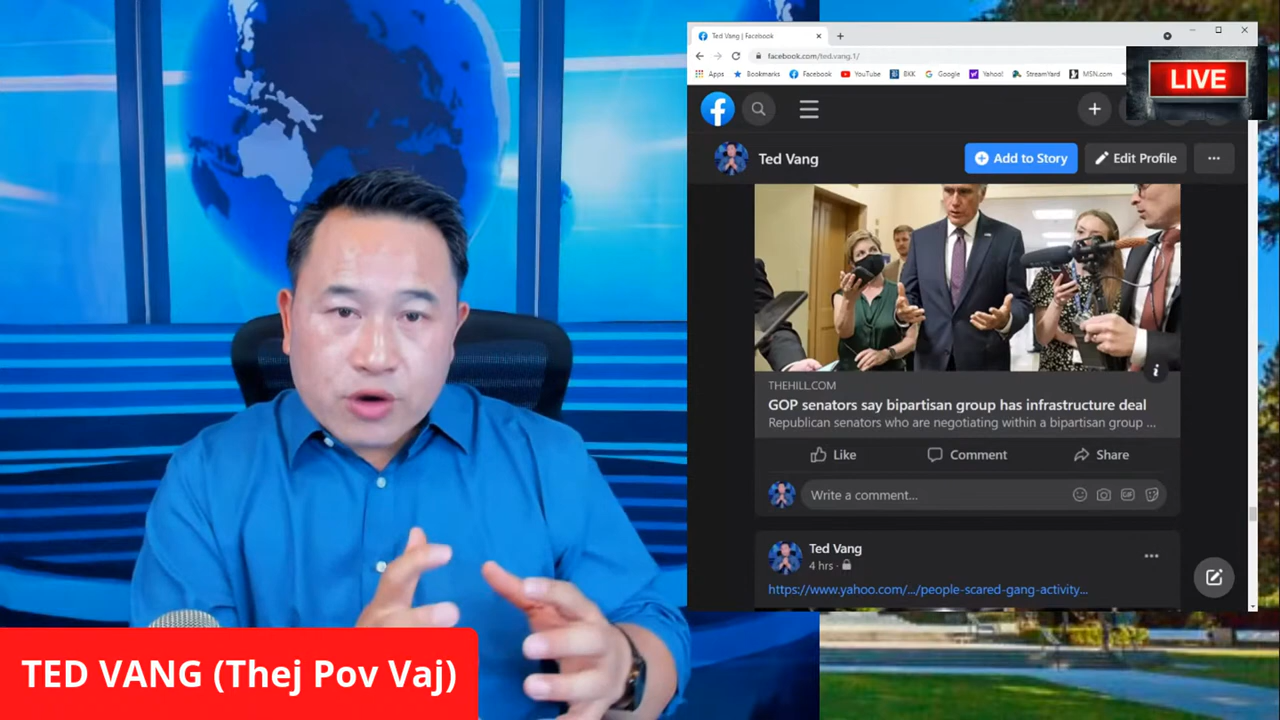 Ted Vang | Facebook
facebook.com/ted.vang.1/
Apps Bookmarks Facebook YouTube BKK Google Yahoo! StreamYard MSN.com
LIVE
Ted Vang
Add to Story
Edit Profile
THEHILL.COM
GOP senators say bipartisan group has infrastructure deal
Republican senators who are negotiating within a bipartisan group ...
Like Comment Share
Write a comment...
GIF
Ted Vang
4 hrs ·
https://www.yahoo.com/.../people-scared-gang-activity...
TED VANG (Thej Pov Vaj)